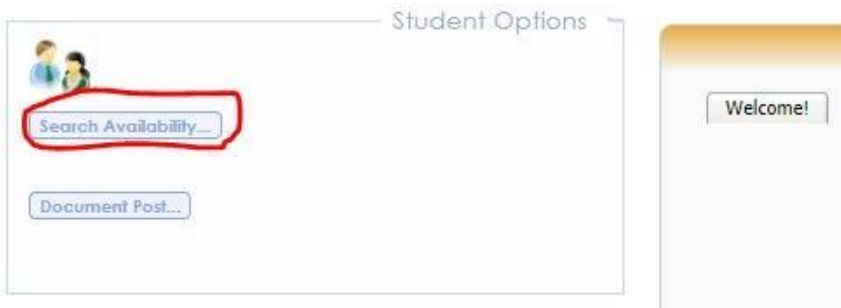 Student Options
Search Availability...
Document Post...
Welcome!